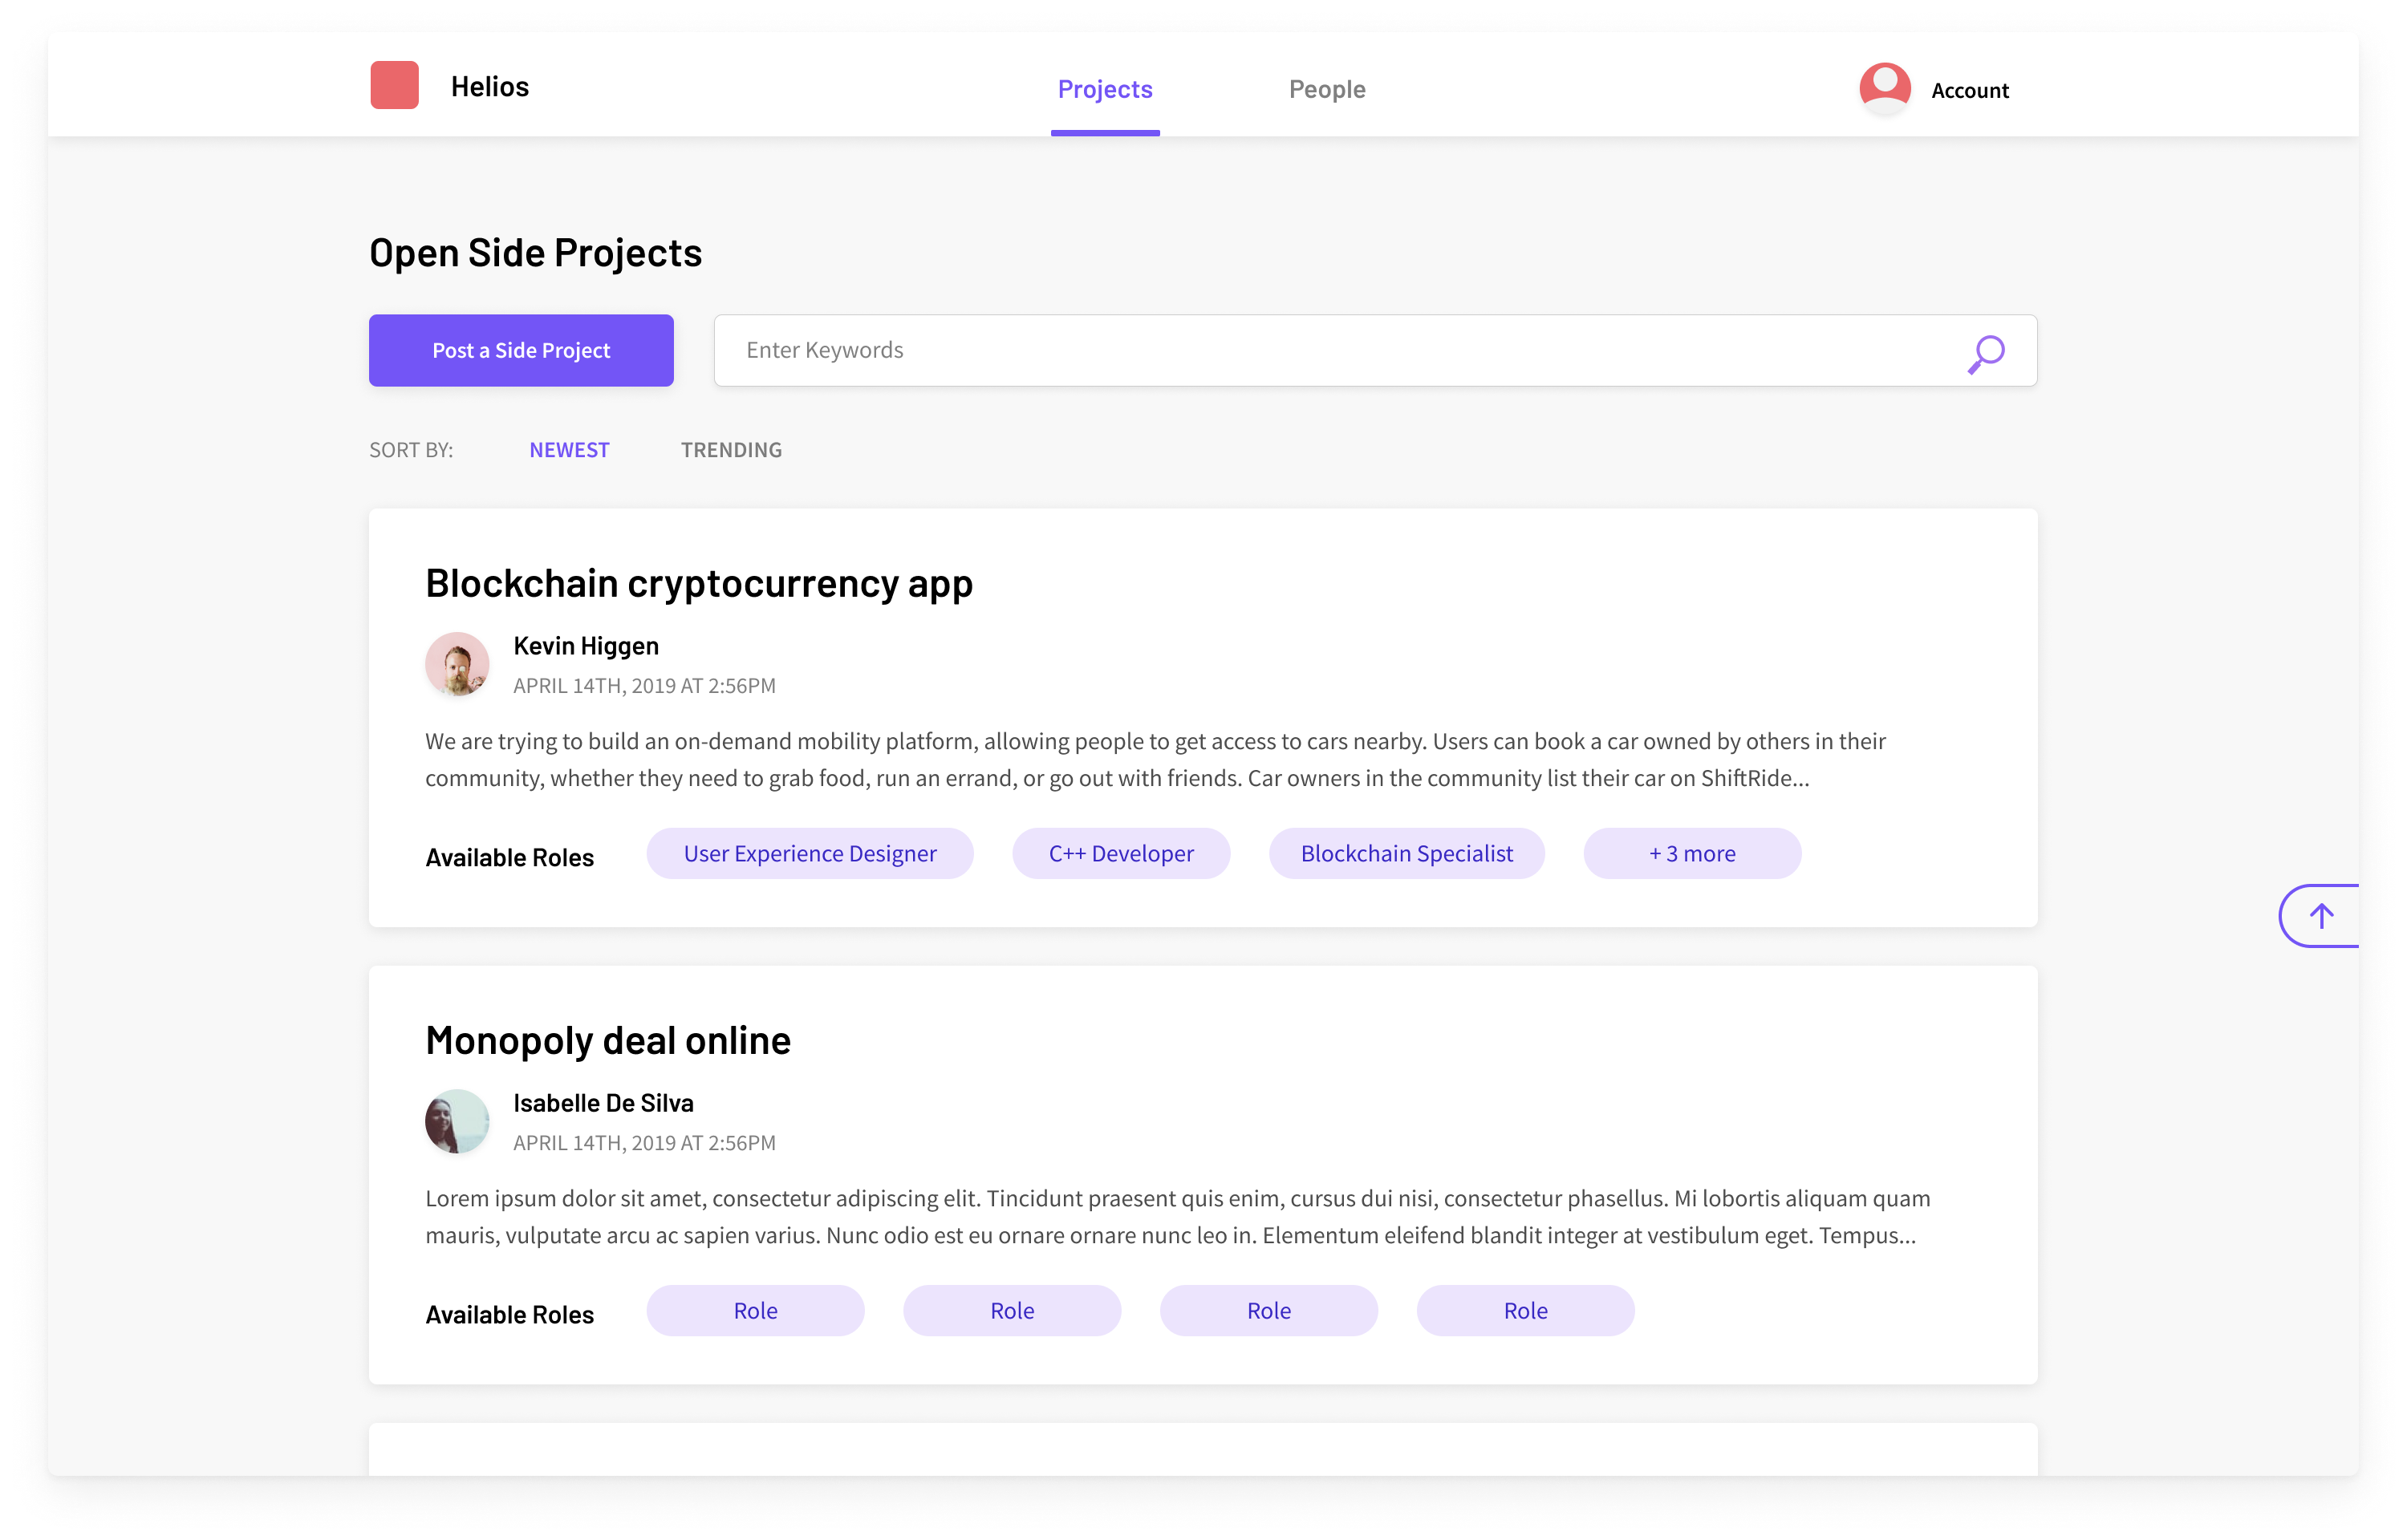 Helios
Projects
People
Account
Open Side Projects
Post a Side Project
Enter Keywords
SORT BY:
NEWEST
TRENDING
Blockchain cryptocurrency app
Kevin Higgen
APRIL 14TH, 2019 AT 2:56PM
We are trying to build an on-demand mobility platform, allowing people to get access to cars nearby. Users can book a car owned by others in their
community, whether they need to grab food, run an errand, or go out with friends. Car owners in the community list their car on ShiftRide...
Available Roles
User Experience Designer
C++ Developer
Blockchain Specialist
+ 3 more
Monopoly deal online
Isabelle De Silva
APRIL 14TH, 2019 AT 2:56PM
Lorem ipsum dolor sit amet, consectetur adipiscing elit. Tincidunt praesent quis enim, cursus dui nisi, consectetur phasellus. Mi lobortis aliquam quam
mauris, vulputate arcu ac sapien varius. Nunc odio est eu ornare ornare nunc leo in. Elementum eleifend blandit integer at vestibulum eget. Tempus...
Available Roles
Role
Role
Role
Role